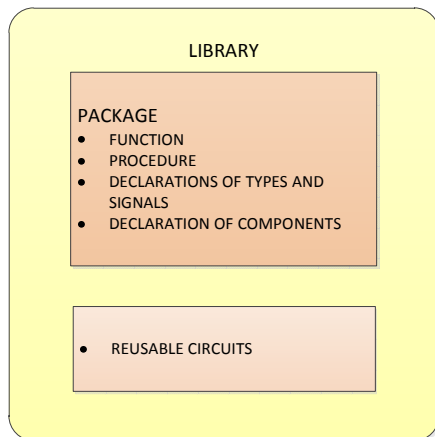 LIBRARY
PACKAGE
• FUNCTION
• PROCEDURE
• DECLARATIONS OF TYPES AND
SIGNALS
• DECLARATION OF COMPONENTS
• REUSABLE CIRCUITS